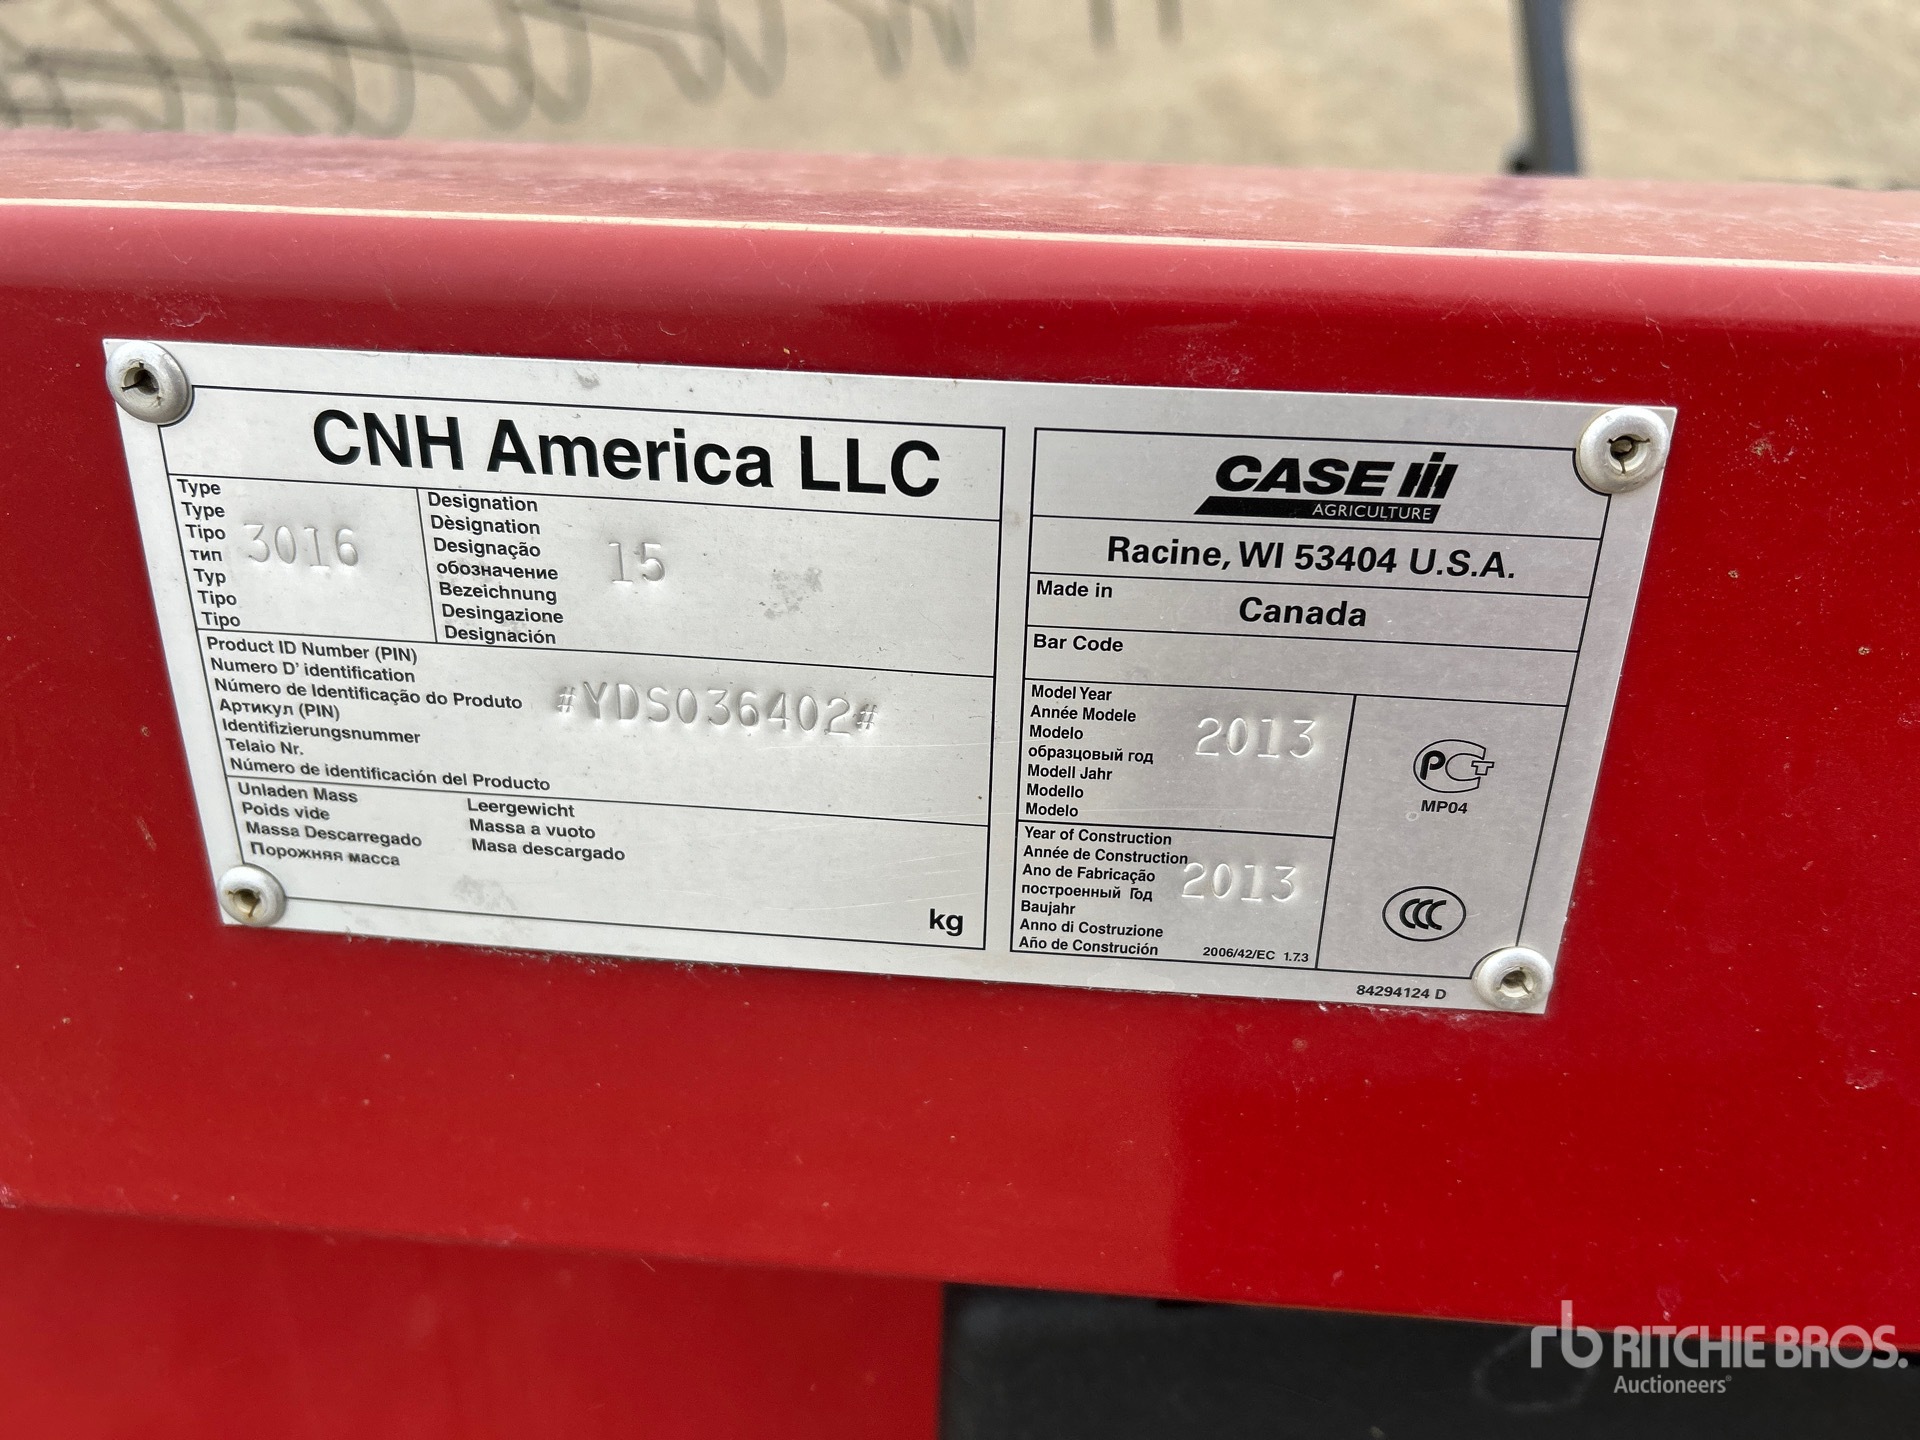 CNH America LLC
Type
Type
Tipo
тип
Typ
Tipo
Tipo
3016
Designation
Dèsignation
Designação
обозначение
Bezeichnung
Desingazione
Designación
15
Product ID Number (PIN)
Numero D' identification
Número de Identificação do Produto
Артикул (PIN)
Identifizierungsnummer
Telaio Nr.
Número de identificación del Producto
#YDS036402#
Unladen Mass
Poids vide
Massa Descarregado
Порожняя масса
Leergewicht
Massa a vuoto
Masa descargado
kg
CASE IH
AGRICULTURE
Racine, WI 53404 U.S.A.
Made in
Canada
Bar Code
Model Year
Année Modele
Modelo
образцовый год
Modell Jahr
Modello
Modelo
2013
Year of Construction
Année de Construction
Ano de Fabricação
построенный Год
Baujahr
Anno di Costruzione
Año de Construción
2013
2006/42/EC 1.7.3
PCT
MP04
CCC
84294124 D
rb RITCHIE BROS.
Auctioneers®